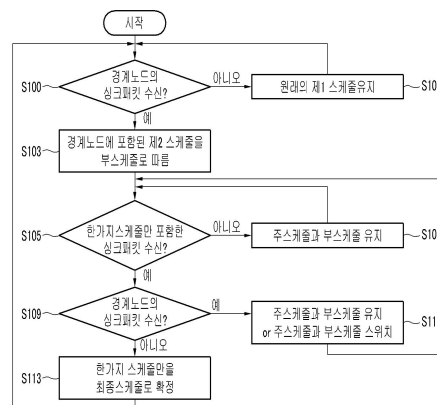 시작
경계노드의
싱크패킷 수신?
S100
아니오
원래의 제1 스케줄유지
S10
예
경계노드에 포함된 제2 스케줄을
부스케줄로 따름
S103
한가지스케줄만 포함한
싱크패킷 수신?
S105
아니오
주스케줄과 부스케줄 유지
S10
예
경계노드의
싱크패킷 수신?
S109
예
주스케줄과 부스케줄 유지
or 주스케줄과 부스케줄 스위치
S11
아니오
한가지 스케줄만을
최종스케줄로 확정
S113